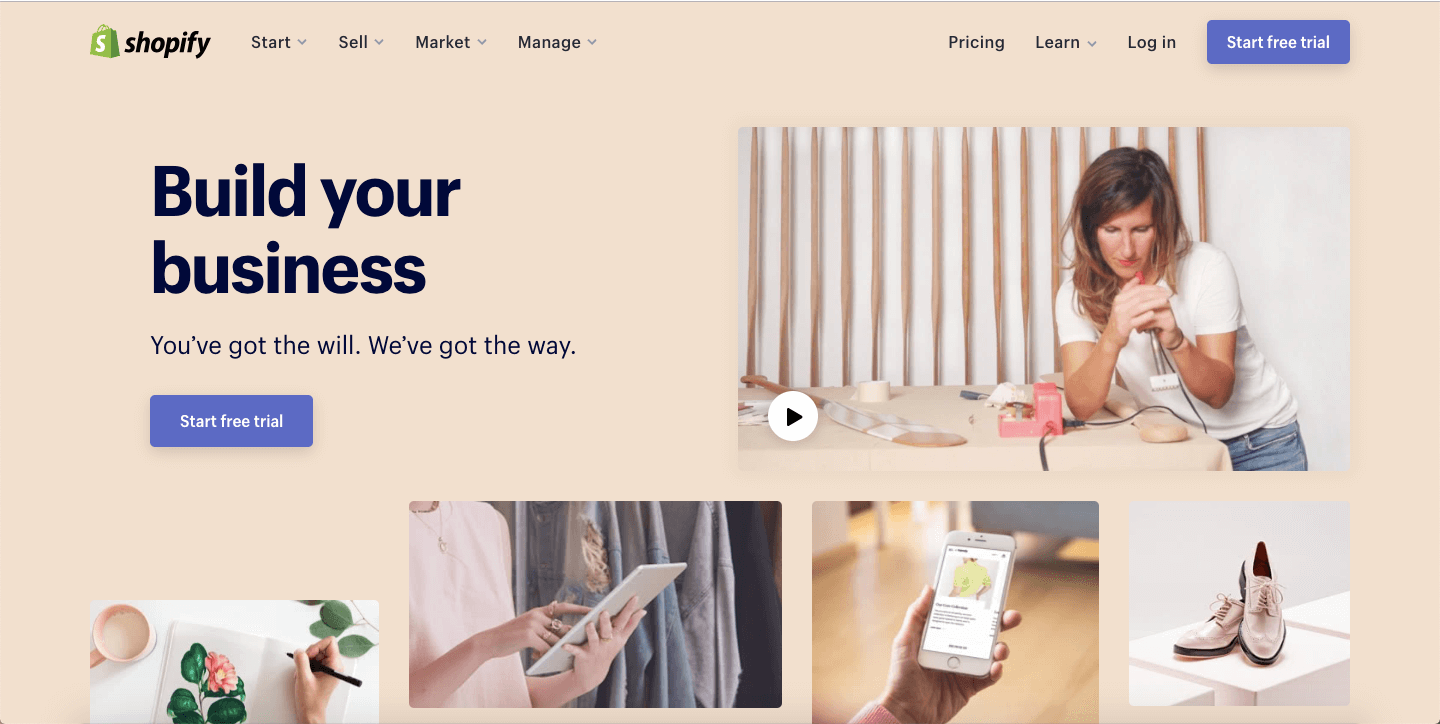 shopify
Start
Sell
Market
Manage
Pricing
Learn
Log in
Start free trial
Build your
business
You’ve got the will. We’ve got the way.
Start free trial